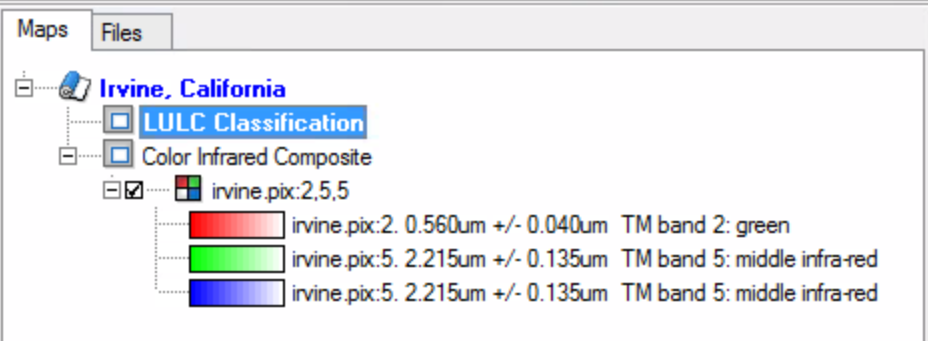 Maps Files
Irvine, California
LULC Classification
Color Infrared Composite
irvine.pix:2,5,5
irvine.pix:2. 0.560um +/- 0.040um TM band 2: green
irvine.pix:5. 2.215um +/- 0.135um TM band 5: middle infra-red
irvine.pix:5. 2.215um +/- 0.135um TM band 5: middle infra-red